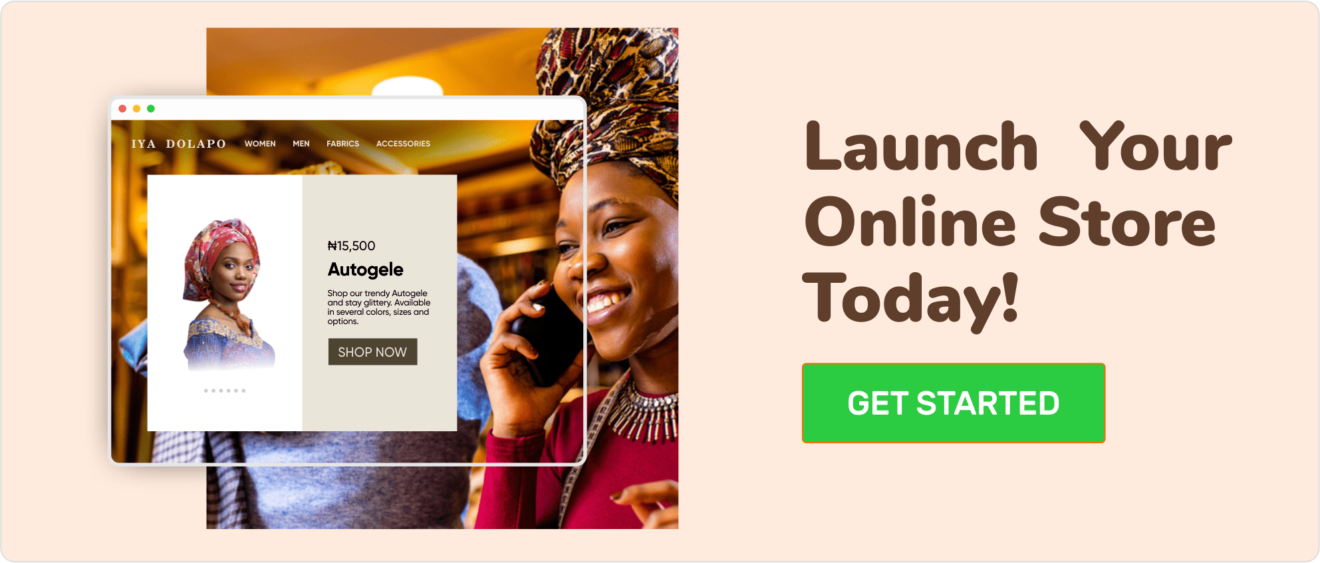 IYA DOLAPO WOMEN MEN FABRICS ACCESSORIES
₦15,500
Autogele
Shop our trendy Autogele
and stay glittery. Available
in several colors, sizes and
options.
SHOP NOW
Launch Your
Online Store
Today!
GET STARTED